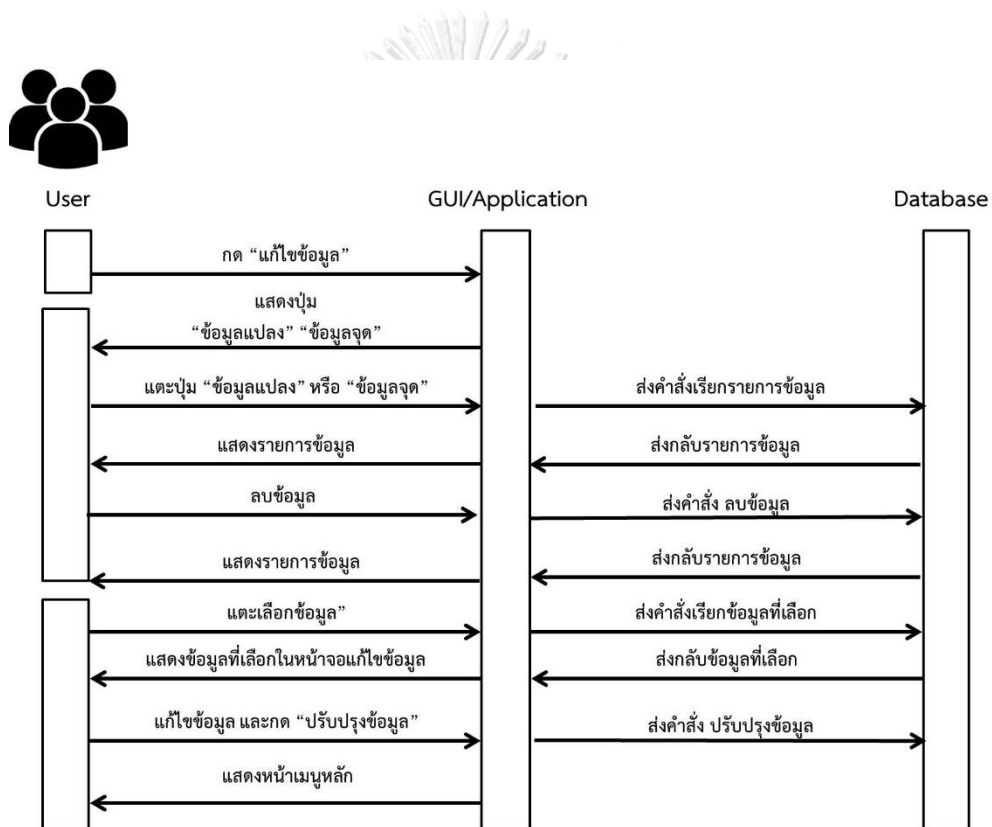 User GUI/Application Database
กด “แก้ไขข้อมูล”
แสดงปุ่ม
“ข้อมูลแปลง” “ข้อมูลจุด”
แตะปุ่ม “ข้อมูลแปลง” หรือ “ข้อมูลจุด” ส่งคำสั่งเรียกรายการข้อมูล
แสดงรายการข้อมูล ส่งกลับรายการข้อมูล
ลบข้อมูล ส่งคำสั่ง ลบข้อมูล
แสดงรายการข้อมูล ส่งกลับรายการข้อมูล
แตะเลือกข้อมูล” ส่งคำสั่งเรียกข้อมูลที่เลือก
แสดงข้อมูลที่เลือกในหน้าจอแก้ไขข้อมูล ส่งกลับข้อมูลที่เลือก
แก้ไขข้อมูล และกด “ปรับปรุงข้อมูล” ส่งคำสั่ง ปรับปรุงข้อมูล
แสดงหน้าเมนูหลัก